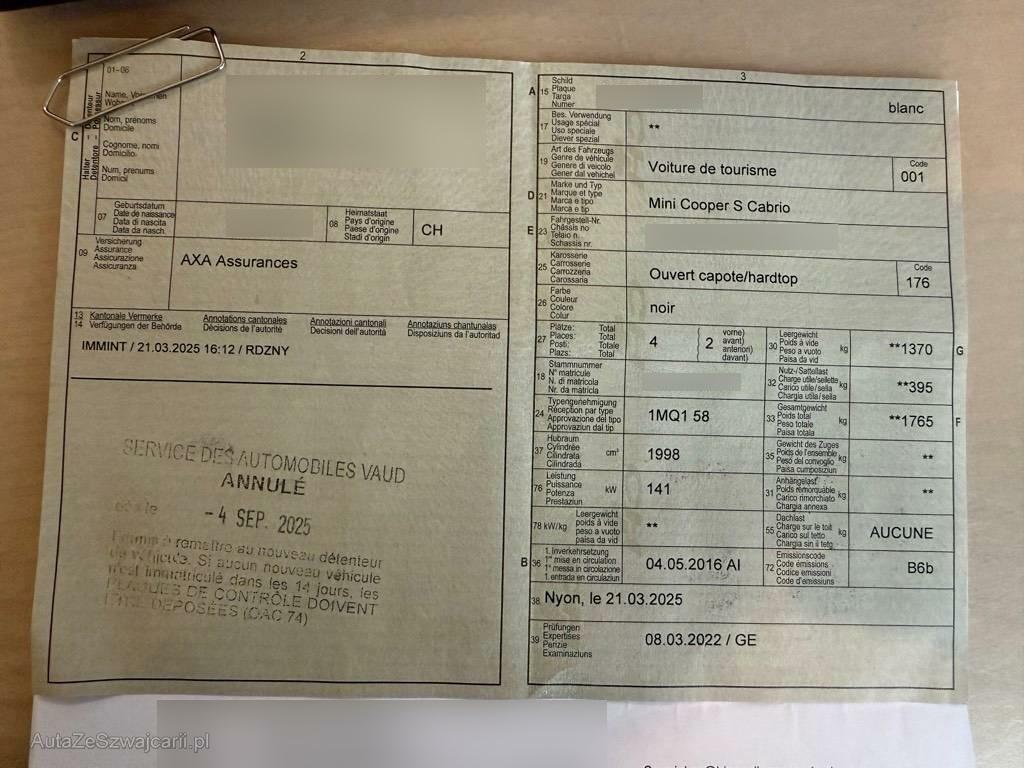 2
01-06
Halter - Détenteur
Detentore - Possessur
C
Name, Vornamen
Nom, prénoms
Domicile
Cognome, nomi
Domicilio
Num, prenums
Domicil
07
Geburtsdatum
Date de naissance
Data di nascita
Data da nasch.
08
Heimatstaat
Pays d'origine
Paese d'origine
Stadi d'origin
CH
09
Versicherung
Assurance
Assicurazione
Assicuranza
AXA Assurances
13 Kantonale Vermerke Annotations cantonales Annotazioni cantonali Annotaziuns chantunalas
14 Verfügungen der Behörde Décisions de l'autorité Decisioni dell'autorità Disposiziuns da l'autoritad
IMMINT / 21.03.2025 16:12 / RDZNY
SERVICE DES AUTOMOBILES VAUD
ANNULÉ
- 4 SEP. 2025
à remettre au nouveau détenteur
de véhicule. Si aucun nouveau véhicule
n'est immatriculé dans les 14 jours, les
PLAQUES DE CONTRÔLE DOIVENT
ÊTRE DÉPOSÉES (OAC 74)
3
A 15
Schild
Plaque
Targa
Numer
blanc
17
Bes. Verwendung
Usage spécial
Uso speciale
Diever spezial
**
19
Art des Fahrzeugs
Genre de véhicule
Genere di veicolo
Gener dal vehichel
Voiture de tourisme
Code
001
D 21
Marke und Typ
Marque et type
Marca e tipo
Marca e tip
Mini Cooper S Cabrio
E 23
Fahrgestell-Nr.
Châssis no
Telaio n.
Schassis nr.
25
Karosserie
Carrosserie
Carrozzeria
Carossaria
Ouvert capote/hardtop
Code
176
26
Farbe
Couleur
Colore
Colur
noir
27
Plätze: Total
Places: Total
Posti: Totale
Plazs: Total
4
2
vorne)
avant)
anteriori)
davant)
30
Leergewicht
Poids à vide
Peso a vuoto
Paisa da vid
kg
**1370
G
18
Stammnummer
N° matricule
N. di matricola
Nr. da matricla
32
Nutz-/Sattellast
Charge utile/sellette
Carico utile/sella
Chargia utila/sella
kg
**395
24
Typengenehmigung
Réception par type
Approvazione del tipo
Approvaziun dal tip
1MQ1 58
33
Gesamtgewicht
Poids total
Peso totale
Paisa totala
kg
**1765
F
37
Hubraum
Cylindrée
Cilindrata
Cilindrada
cm³
1998
35
Gewicht des Zuges
Poids de l'ensemble
Peso del convoglio
Paisa cumposiziun
kg
**
76
Leistung
Puissance
Potenza
Prestaziun
kW
141
31
Anhängelast
Poids remorquable
Carico rimorchiato
Chargia annexa
kg
**
78 kW/kg
Leergewicht
poids à vide
peso a vuoto
paisa da vid
**
55
Dachlast
Charge sur le toit
Carico sul tetto
Chargia sin il tetg
kg
AUCUNE
B 36
1. Inverkehrsetzung
1re mise en circulation
1a messa in circolazione
1. entrada en circulaziun
04.05.2016 AI
72
Emissionscode
Code émissions
Codice emissioni
Code d'emissiuns
B6b
38
Nyon, le 21.03.2025
39
Prüfungen
Expertises
Perizie
Examinaziuns
08.03.2022 / GE
AutaZeSzwajcarii.pl